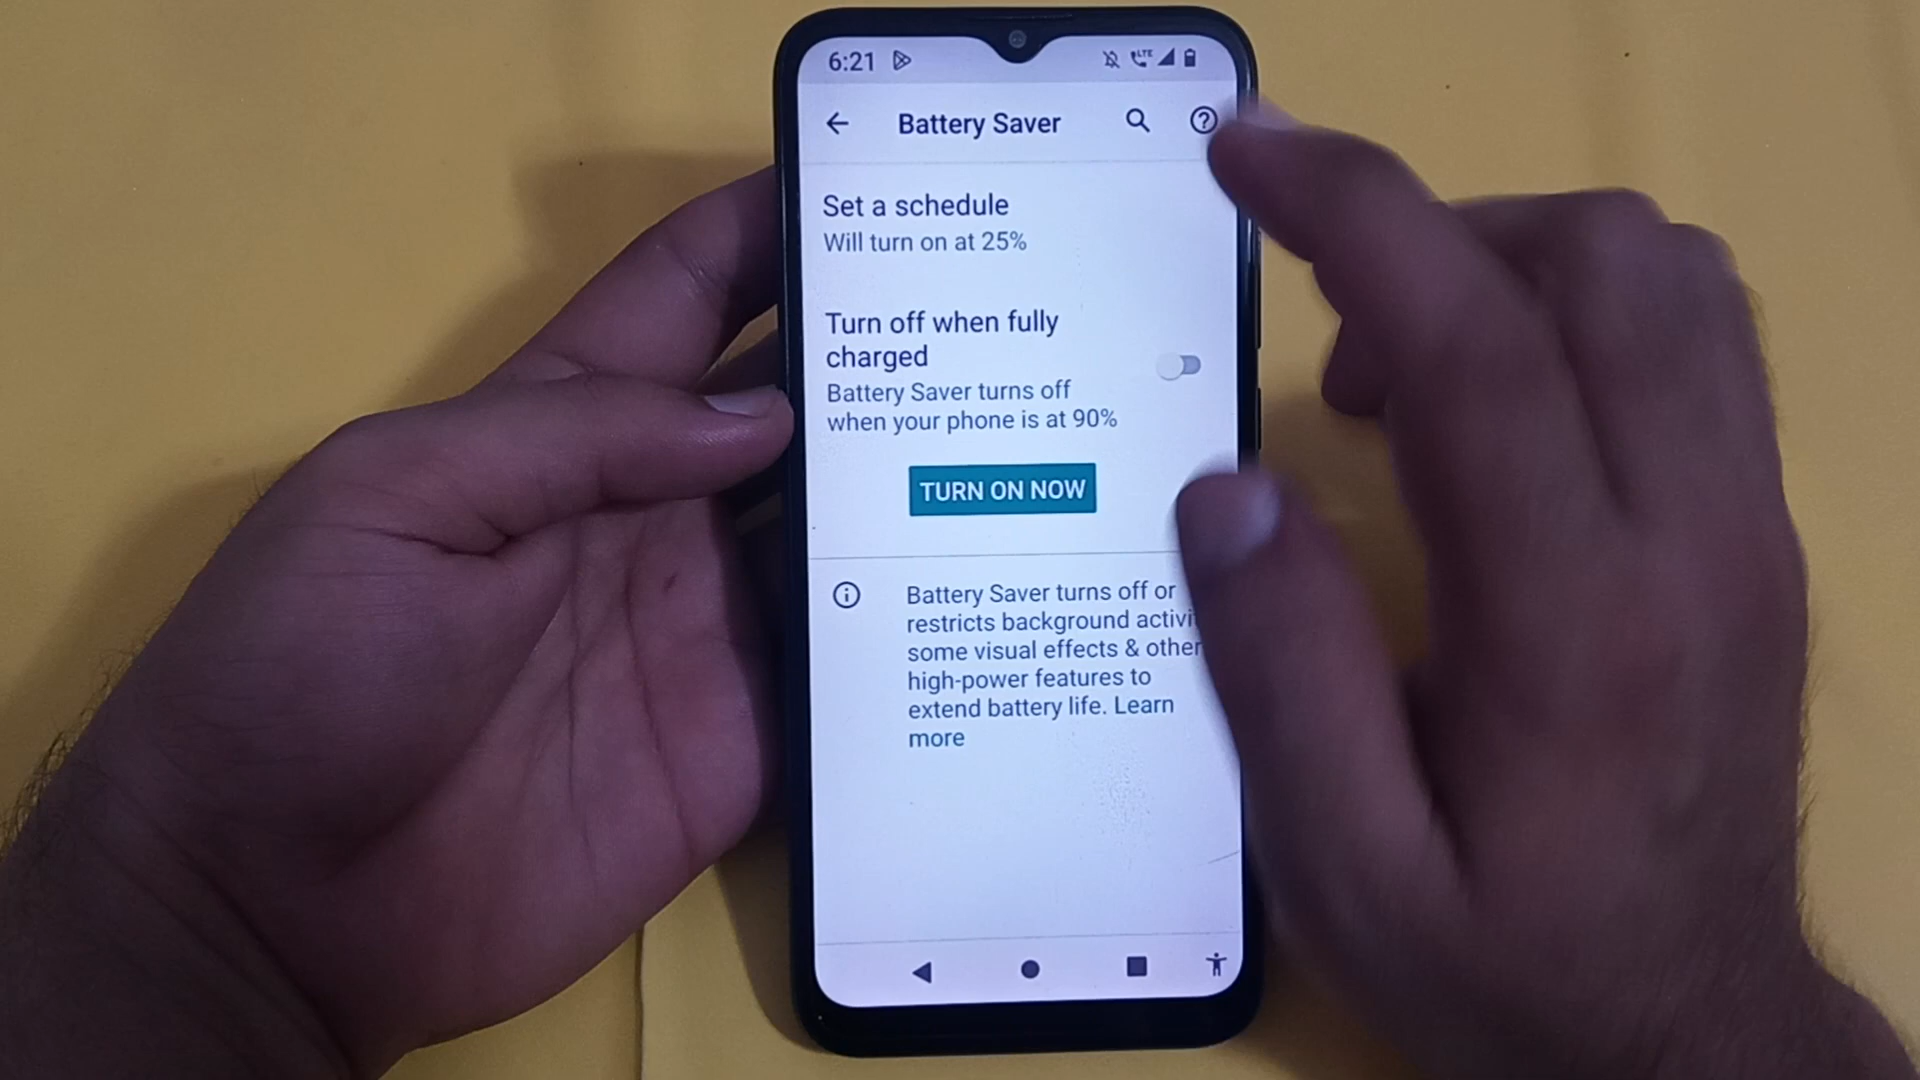 6:21
LTE
Battery Saver
Set a schedule
Will turn on at 25%
Turn off when fully
charged
Battery Saver turns off
when your phone is at 90%
TURN ON NOW
Battery Saver turns off or
restricts background activi
some visual effects & other
high-power features to
extend battery life. Learn
more